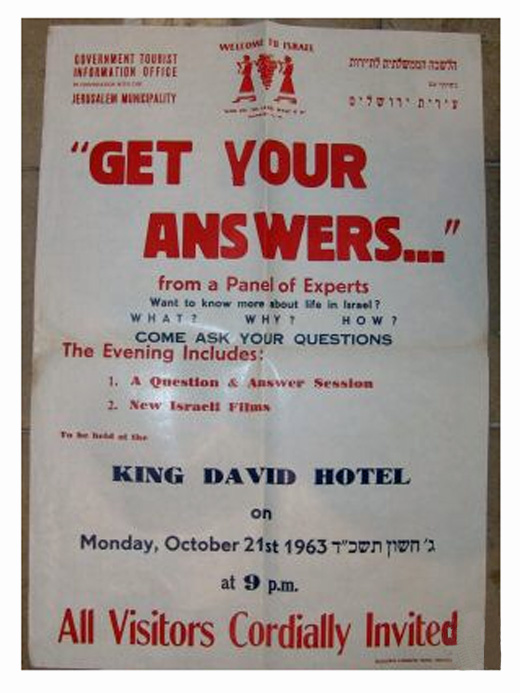 WELCOME TO ISRAEL
GOVERNMENT TOURIST
INFORMATION OFFICE
JERUSALEM MUNICIPALITY
הלשכה הממשלתית לתיירות
עירית ירושלים
"GET YOUR
ANSWERS..."
from a Panel of Experts
Want to know more about life in Israel?
WHAT? WHY? HOW?
COME ASK YOUR QUESTIONS
The Evening Includes:
1. A Question & Answer Session
2. New Israeli Films
To be held at the
KING DAVID HOTEL
on
Monday, October 21st 1963 ג' חשון תשכ"ד
at 9 p.m.
All Visitors Cordially Invited